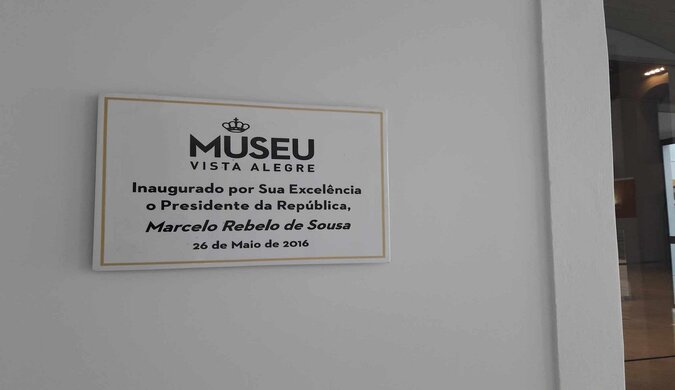 MUSEU
VISTA ALEGRE
Inaugurado por Sua Excelência
o Presidente da República,
Marcelo Rebelo de Sousa
26 de Maio de 2016